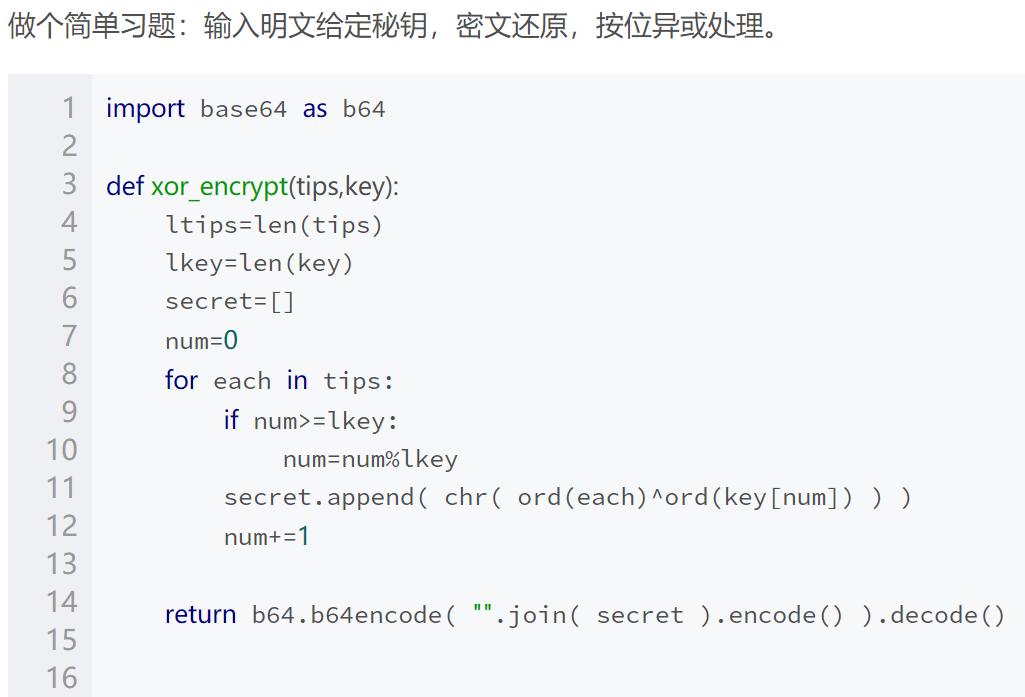 做个简单习题：输入明文给定秘钥，密文还原，按位异或处理。
1 import base64 as b64
2
3 def xor_encrypt(tips,key):
4     ltips=len(tips)
5     lkey=len(key)
6     secret=[]
7     num=0
8     for each in tips:
9         if num>=lkey:
10             num=num%lkey
11         secret.append( chr( ord(each)^ord(key[num]) ) )
12         num+=1
13
14     return b64.b64encode( "".join( secret ).encode() ).decode()
15
16